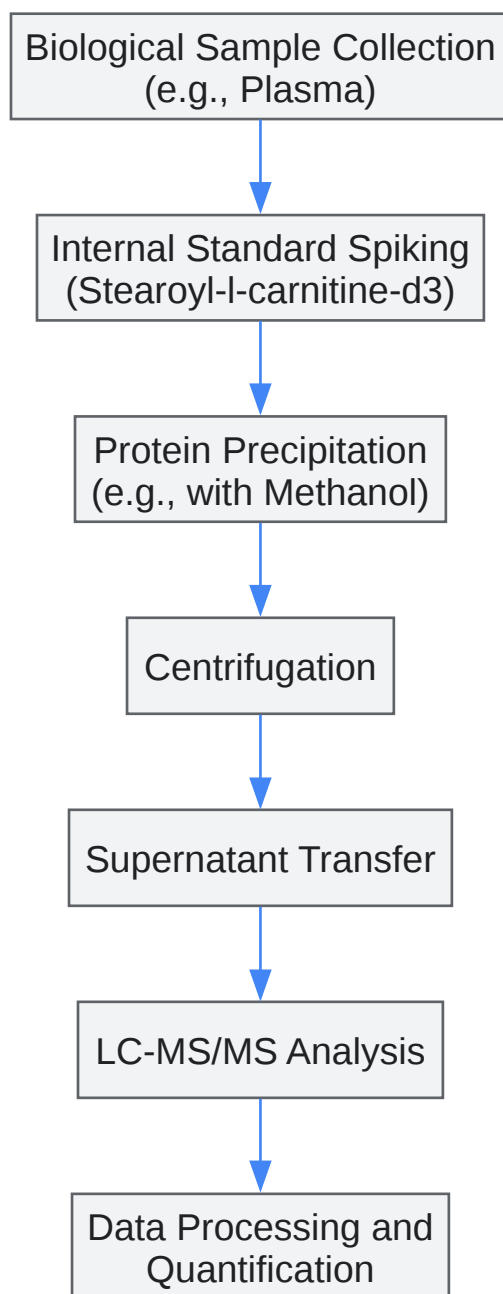 Biological Sample Collection
(e.g., Plasma)
Internal Standard Spiking
(Stearoyl-l-carnitine-d3)
Protein Precipitation
(e.g., with Methanol)
Centrifugation
Supernatant Transfer
LC-MS/MS Analysis
Data Processing and
Quantification